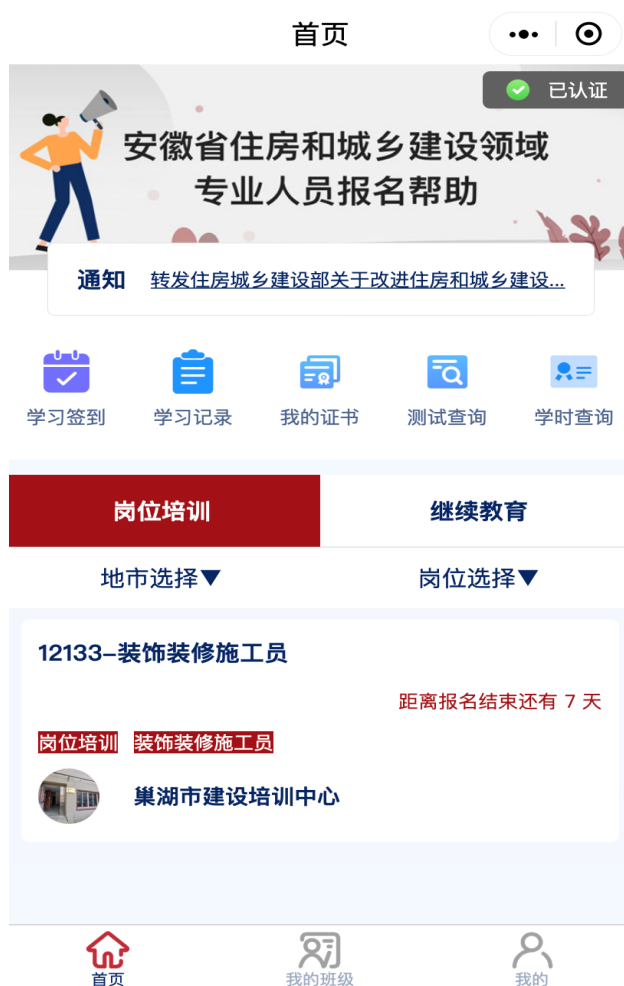 首页
已认证
安徽省住房和城乡建设领域
专业人员报名帮助
通知 转发住房城乡建设部关于改进住房和城乡建设...
学习签到 学习记录 我的证书 测试查询 学时查询
岗位培训 继续教育
地市选择▼ 岗位选择▼
12133-装饰装修施工员
距离报名结束还有 7 天
岗位培训 装饰装修施工员
巢湖市建设培训中心
首页 我的班级 我的